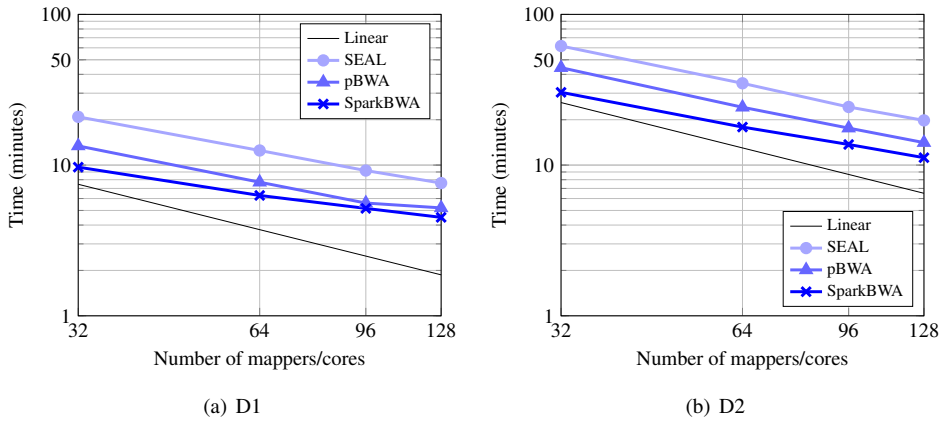 100
50
10
1
Time (minutes)
32
64
96
128
Number of mappers/cores
Linear
SEAL
pBWA
SparkBWA
(a) D1
100
50
10
1
Time (minutes)
32
64
96
128
Number of mappers/cores
Linear
SEAL
pBWA
SparkBWA
(b) D2